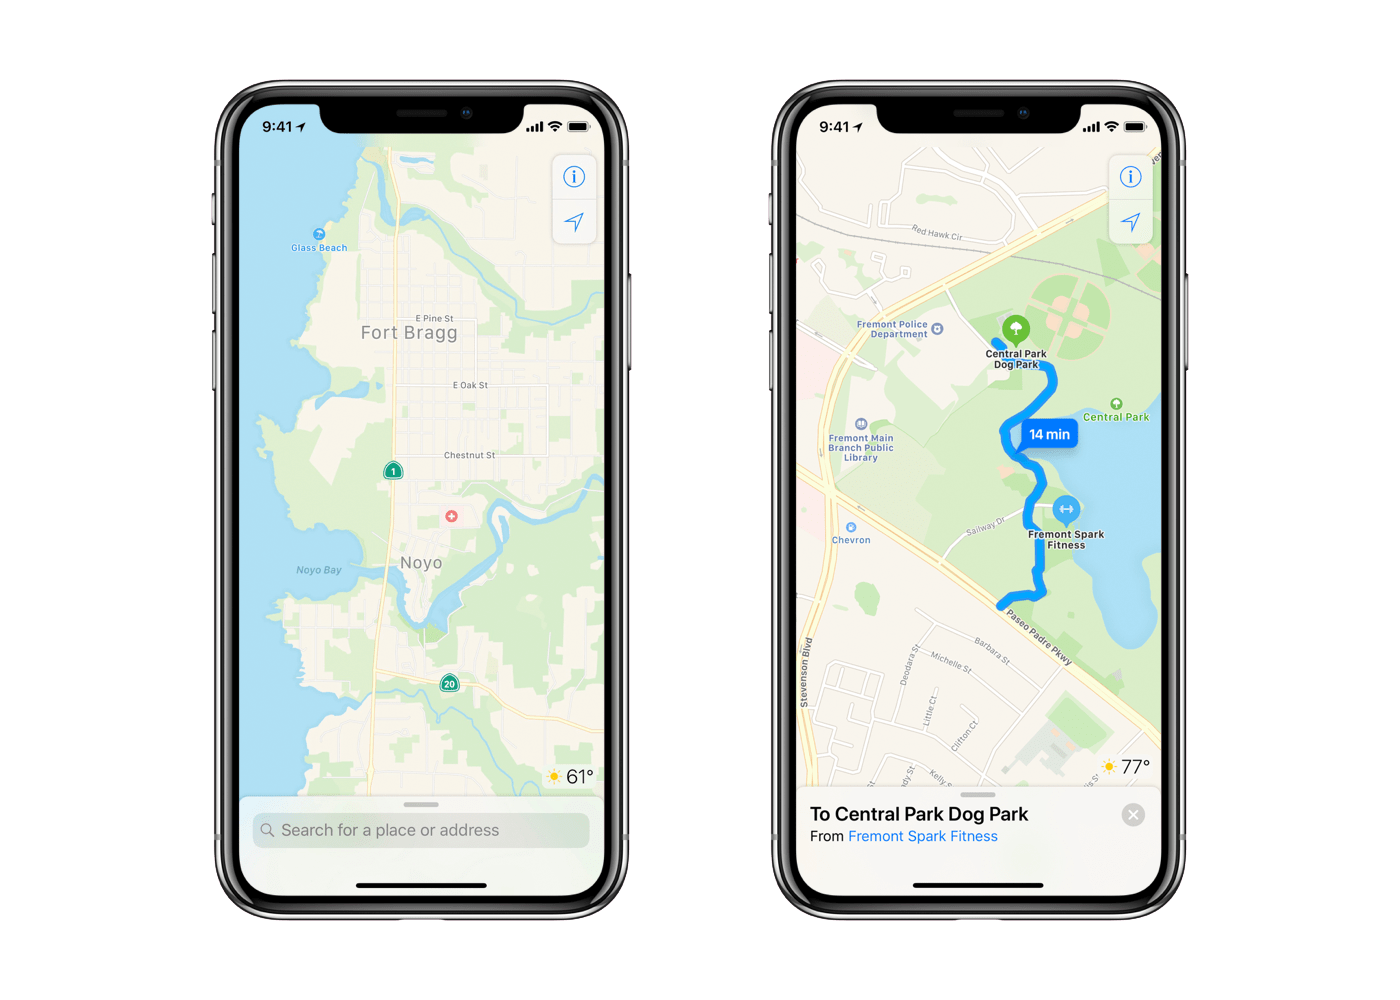 9:41
Glass Beach
E Pine St
Fort Bragg
E Oak St
Chestnut St
1
Noyo Bay
Noyo
20
61°
Search for a place or address
9:41
Red Hawk Cir
Fremont Police
Department
Central Park
Dog Park
Central Park
14 min
Fremont Main
Branch Public
Library
Sailway Dr
Chevron
Fremont Spark
Fitness
Paseo Padre Pkwy
Stevenson Blvd
Deodara St
Barbara St
Michelle St
Little Ct
Clifton Ct
77°
To Central Park Dog Park
From Fremont Spark Fitness